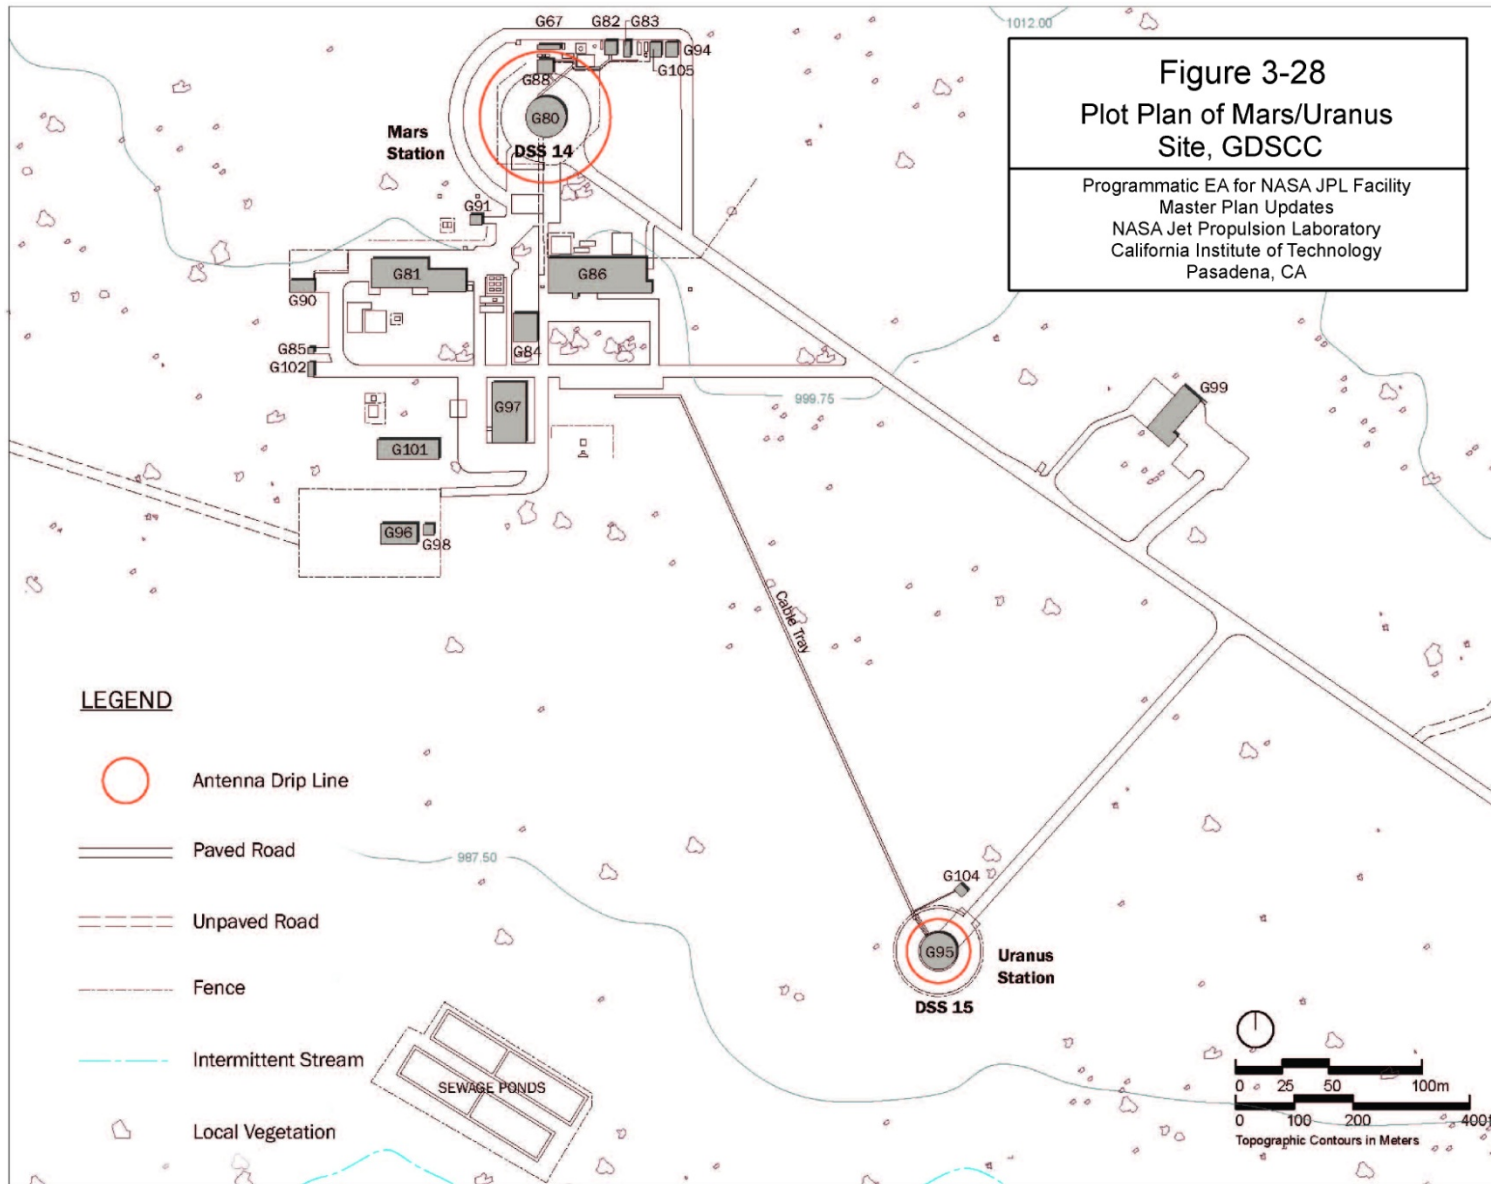 1012.00
Figure 3-28
Plot Plan of Mars/Uranus
Site, GDSCC
Programmatic EA for NASA JPL Facility
Master Plan Updates
NASA Jet Propulsion Laboratory
California Institute of Technology
Pasadena, CA
G67
G82
G83
G94
G105
G88
G80
Mars
Station
DSS 14
G91
G81
G86
G90
G84
G85
G102
G97
999.75
G99
G101
G96
G98
Cable Tray
LEGEND
Antenna Drip Line
Paved Road
Unpaved Road
Fence
Intermittent Stream
Local Vegetation
987.50
G104
G95
Uranus
Station
DSS 15
SEWAGE PONDS
0 25 50 100m
0 100 200 400f
Topographic Contours in Meters